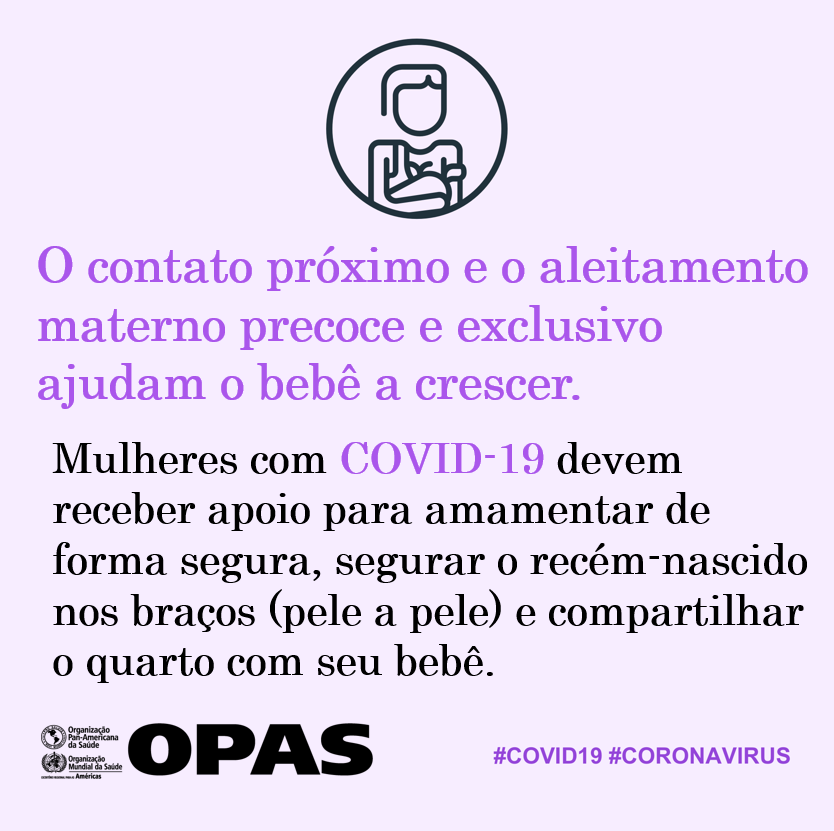 O contato próximo e o aleitamento
materno precoce e exclusivo
ajudam o bebê a crescer.
Mulheres com COVID-19 devem
receber apoio para amamentar de
forma segura, segurar o recém-nascido
nos braços (pele a pele) e compartilhar
o quarto com seu bebê.
Organização
Pan-Americana
da Saúde
Organização
Mundial da Saúde
Américas
OPAS
#COVID19 #CORONAVIRUS